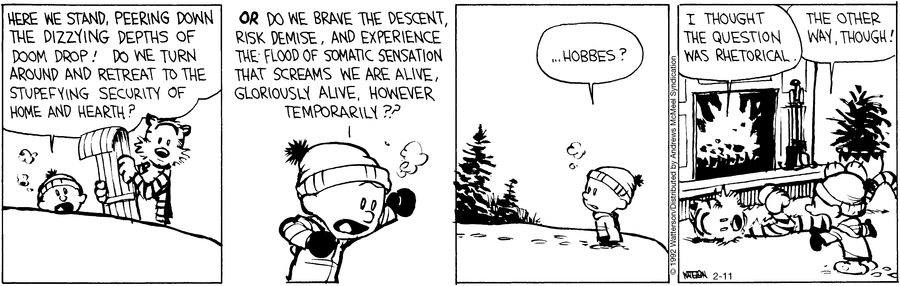 HERE WE STAND, PEERING DOWN
THE DIZZYING DEPTHS OF
DOOM DROP! DO WE TURN
AROUND AND RETREAT TO THE
STUPEFYING SECURITY OF
HOME AND HEARTH?
OR DO WE BRAVE THE DESCENT,
RISK DEMISE, AND EXPERIENCE
THE FLOOD OF SOMATIC SENSATION
THAT SCREAMS WE ARE ALIVE,
GLORIOUSLY ALIVE, HOWEVER
TEMPORARILY??
...HOBBES?
© 1992 Watterson/Distributed by Andrews McMeel Syndication
I THOUGHT
THE QUESTION
WAS RHETORICAL.
THE OTHER
WAY, THOUGH!
WATTERSON 2-11